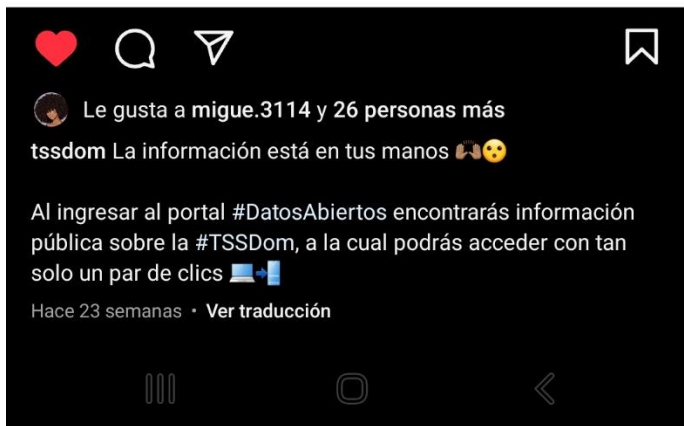 Le gusta a migue.3114 y 26 personas más
tssdom La información está en tus manos 🙌🏽😮
Al ingresar al portal #DatosAbiertos encontrarás información
pública sobre la #TSSDom, a la cual podrás acceder con tan
solo un par de clics 💻📲
Hace 23 semanas • Ver traducción